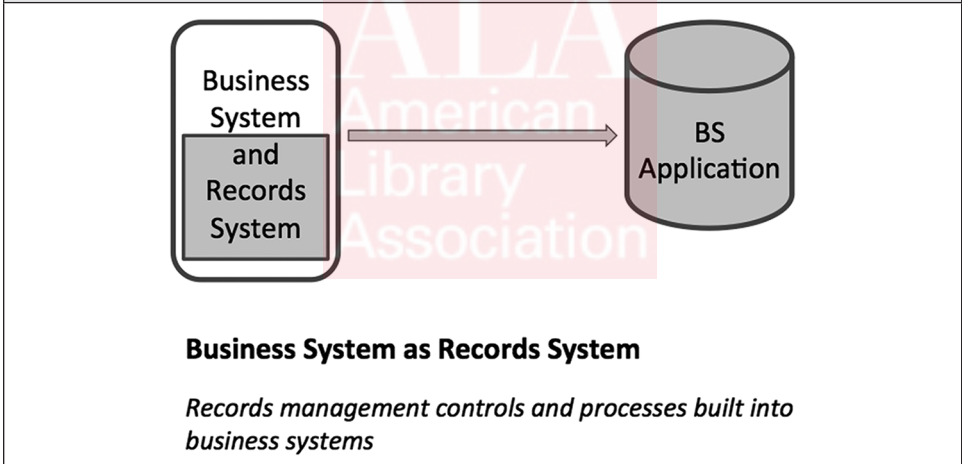 Business
System
and
Records
System
BS
Application
ALA
American
Library
Association
Business System as Records System
Records management controls and processes built into
business systems